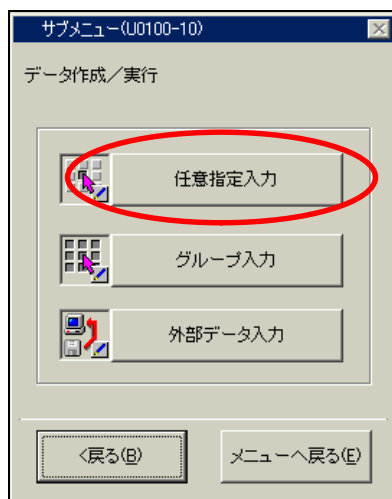 サブメニュー(U0100-10)
データ作成／実行
任意指定入力
グループ入力
外部データ入力
<戻る(B)
メニューへ戻る(E)